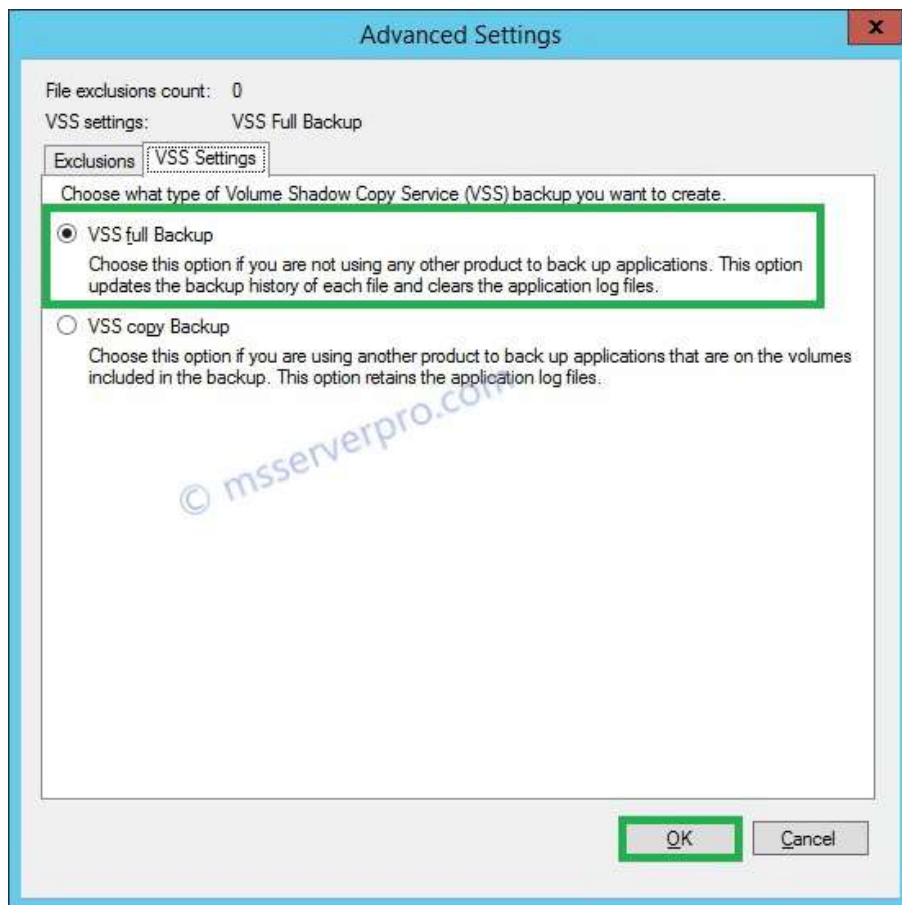 Advanced Settings
x
File exclusions count: 0
VSS settings: VSS Full Backup
Exclusions VSS Settings
Choose what type of Volume Shadow Copy Service (VSS) backup you want to create.
VSS full Backup
Choose this option if you are not using any other product to back up applications. This option
updates the backup history of each file and clears the application log files.
VSS copy Backup
Choose this option if you are using another product to back up applications that are on the volumes
included in the backup. This option retains the application log files.
© msserverpro.com
OK Cancel